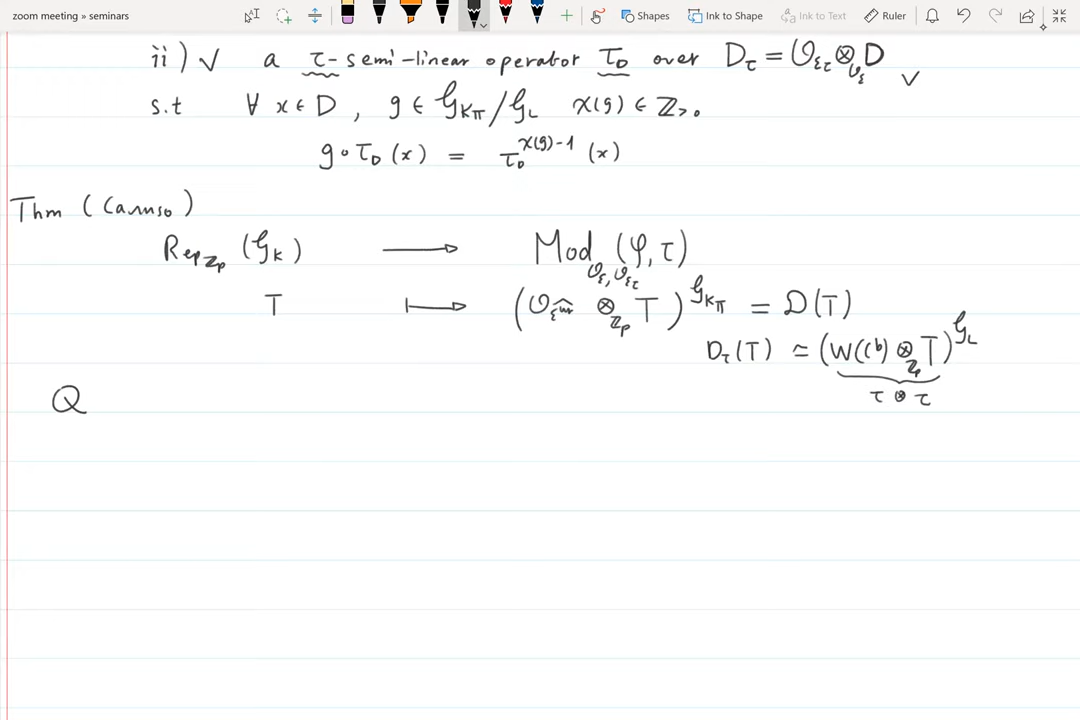 zoom meeting » seminars
Shapes Ink to Shape Ink to Text Ruler
ii) √ a τ-semi-linear operator τ_D over D_τ = 𝒪_{ε_τ} ⊗_{𝒪_ε} D √
s.t ∀ x ∈ D, g ∈ 𝒢_{K_π}/𝒢_L χ(g) ∈ ℤ_{>0}
g∘τ_D(x) = τ_D^{χ(g)-1}(x)
Thm (Caruso)
Rep_{ℤ_p}(𝒢_K) ⟶ Mod_{𝒪_ε, 𝒪_{ε_τ}}(φ, τ)
T ⟼ (𝒪_{\widehat{ε^{ur}}} ⊗_{ℤ_p} T)^{𝒢_{K_π}} = D(T)
D_τ(T) ≃ (W(C^♭) ⊗_{ℤ_p} T)^{𝒢_L}
τ ⊗ τ
Q